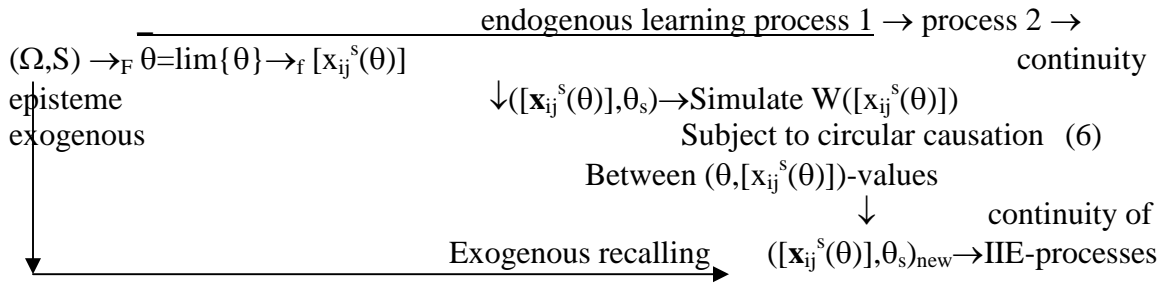 endogenous learning process 1 → process 2 →
(Ω,S) →F θ̄=lim{θ}→f [xijˢ(θ)] continuity
episteme ↓([𝐱ijˢ(θ)],θs)→Simulate W([xijˢ(θ)])
exogenous Subject to circular causation (6)
Between (θ,[xijˢ(θ)])-values
↓ continuity of
Exogenous recalling ([𝐱ijˢ(θ)],θs)new→IIE-processes